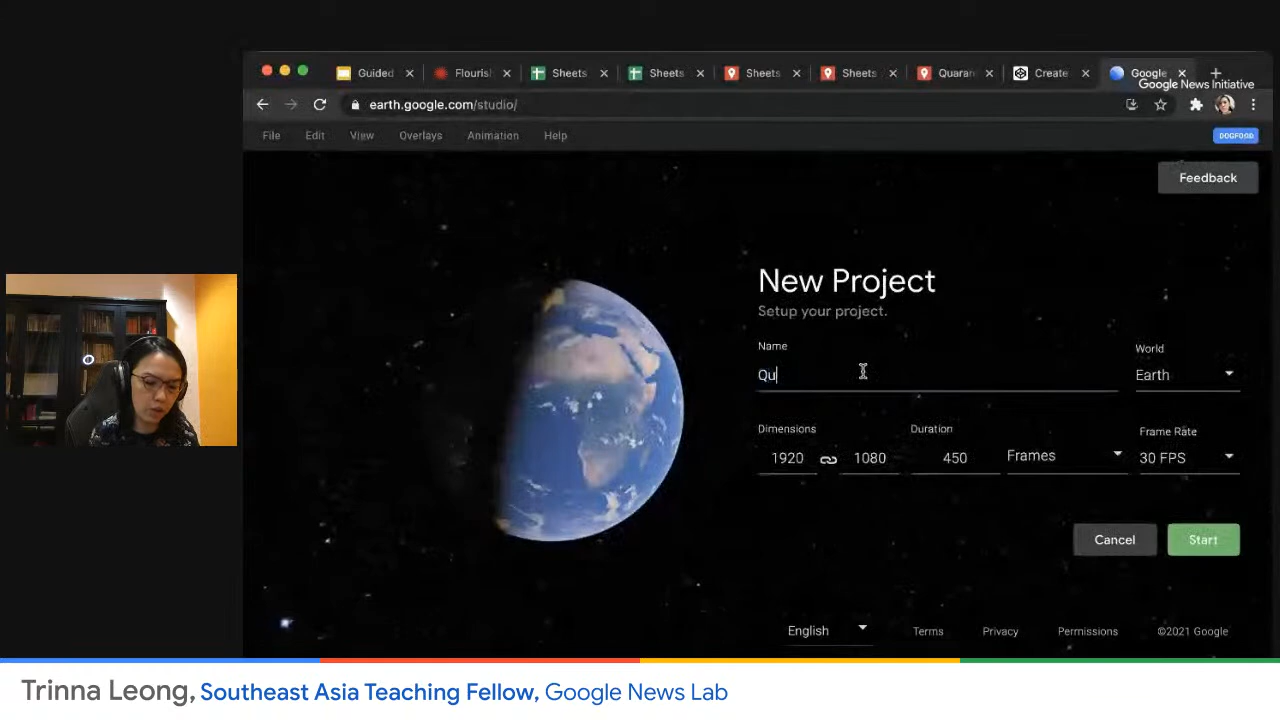 Guided
Flouris
Sheets
Sheets
Sheets
Sheets
Quaran
Create
Google
Google News Initiative
earth.google.com/studio/
File Edit View Overlays Animation Help
DOGFOOD
Feedback
New Project
Setup your project.
Name
World
Qu
Earth
Dimensions
Duration
Frame Rate
1920 1080 450 Frames 30 FPS
Cancel Start
English Terms Privacy Permissions ©2021 Google
Trinna Leong, Southeast Asia Teaching Fellow, Google News Lab